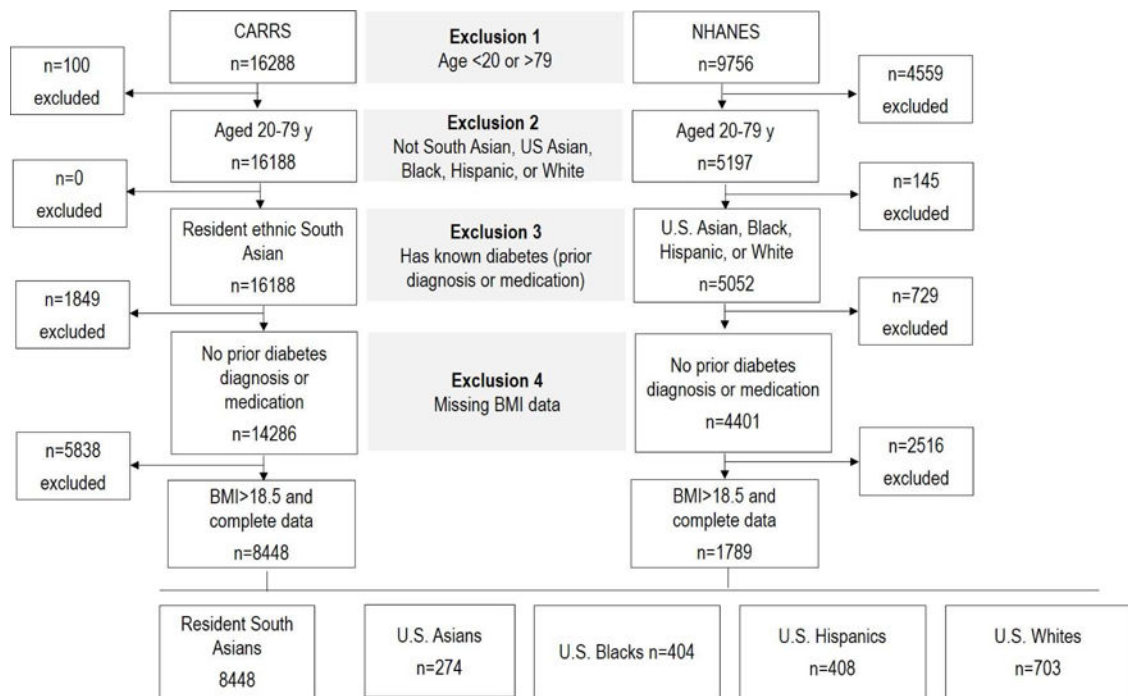 CARRS
n=16288
Exclusion 1
Age <20 or >79
NHANES
n=9756
n=100
excluded
n=4559
excluded
Aged 20-79 y
n=16188
Exclusion 2
Not South Asian, US Asian,
Black, Hispanic, or White
Aged 20-79 y
n=5197
n=0
excluded
n=145
excluded
Resident ethnic South
Asian
n=16188
Exclusion 3
Has known diabetes (prior
diagnosis or medication)
U.S. Asian, Black,
Hispanic, or White
n=5052
n=1849
excluded
n=729
excluded
No prior diabetes
diagnosis or
medication
n=14286
Exclusion 4
Missing BMI data
No prior diabetes
diagnosis or medication
n=4401
n=5838
excluded
n=2516
excluded
BMI>18.5 and
complete data
n=8448
BMI>18.5 and
complete data
n=1789
Resident South
Asians
8448
U.S. Asians
n=274
U.S. Blacks n=404
U.S. Hispanics
n=408
U.S. Whites
n=703